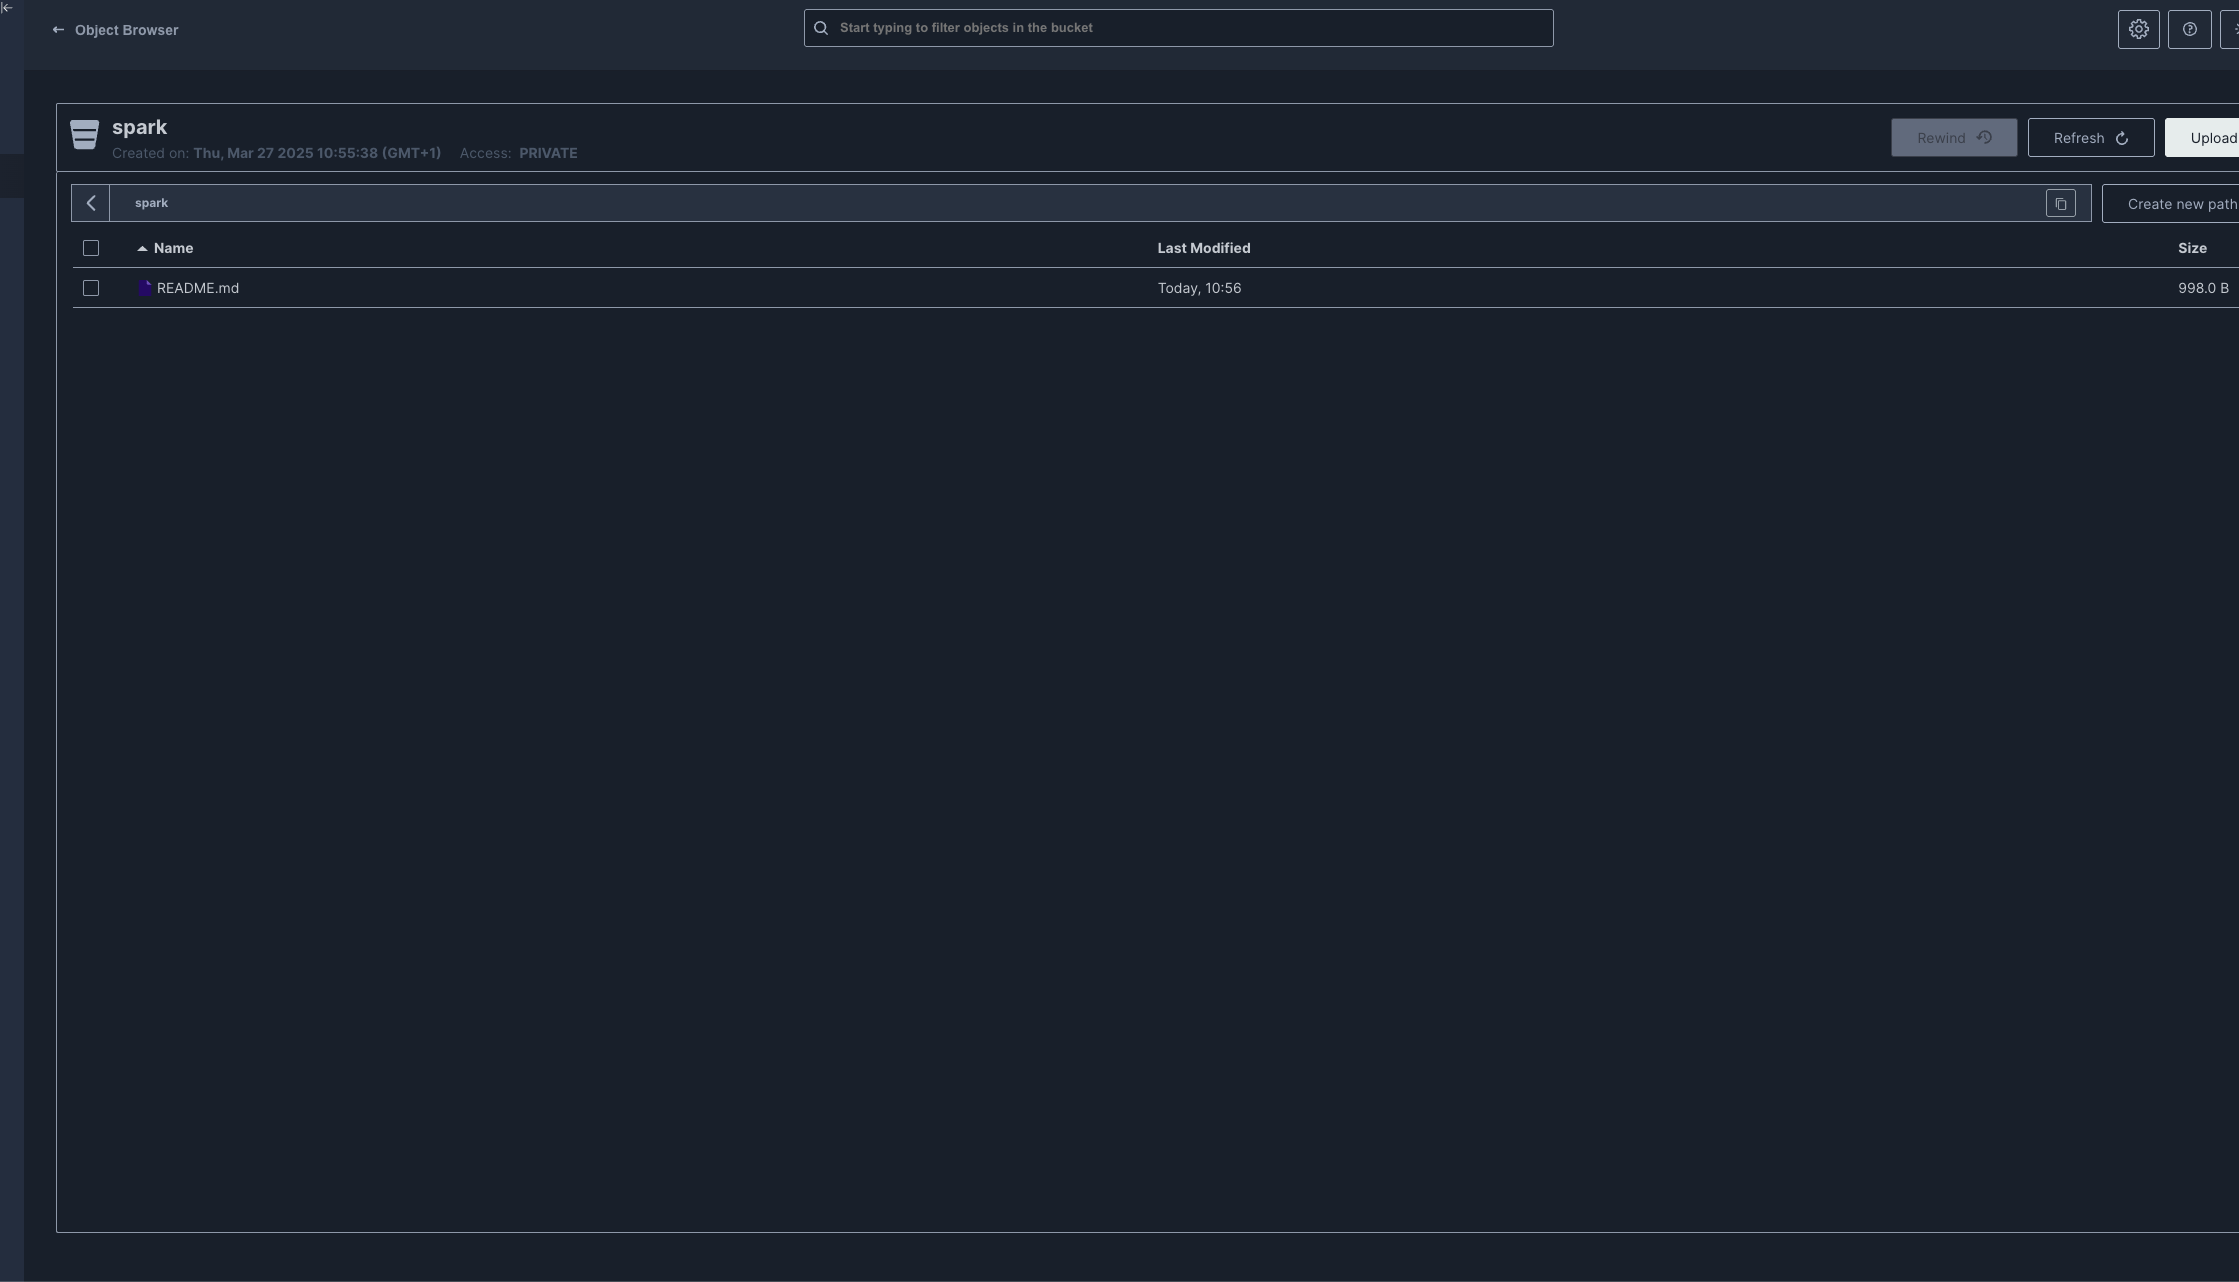 Object Browser
Start typing to filter objects in the bucket
spark
Created on: Thu, Mar 27 2025 10:55:38 (GMT+1) Access: PRIVATE
Rewind
Refresh
Upload
spark
Create new path
Name
Last Modified
Size
README.md
Today, 10:56
998.0 B